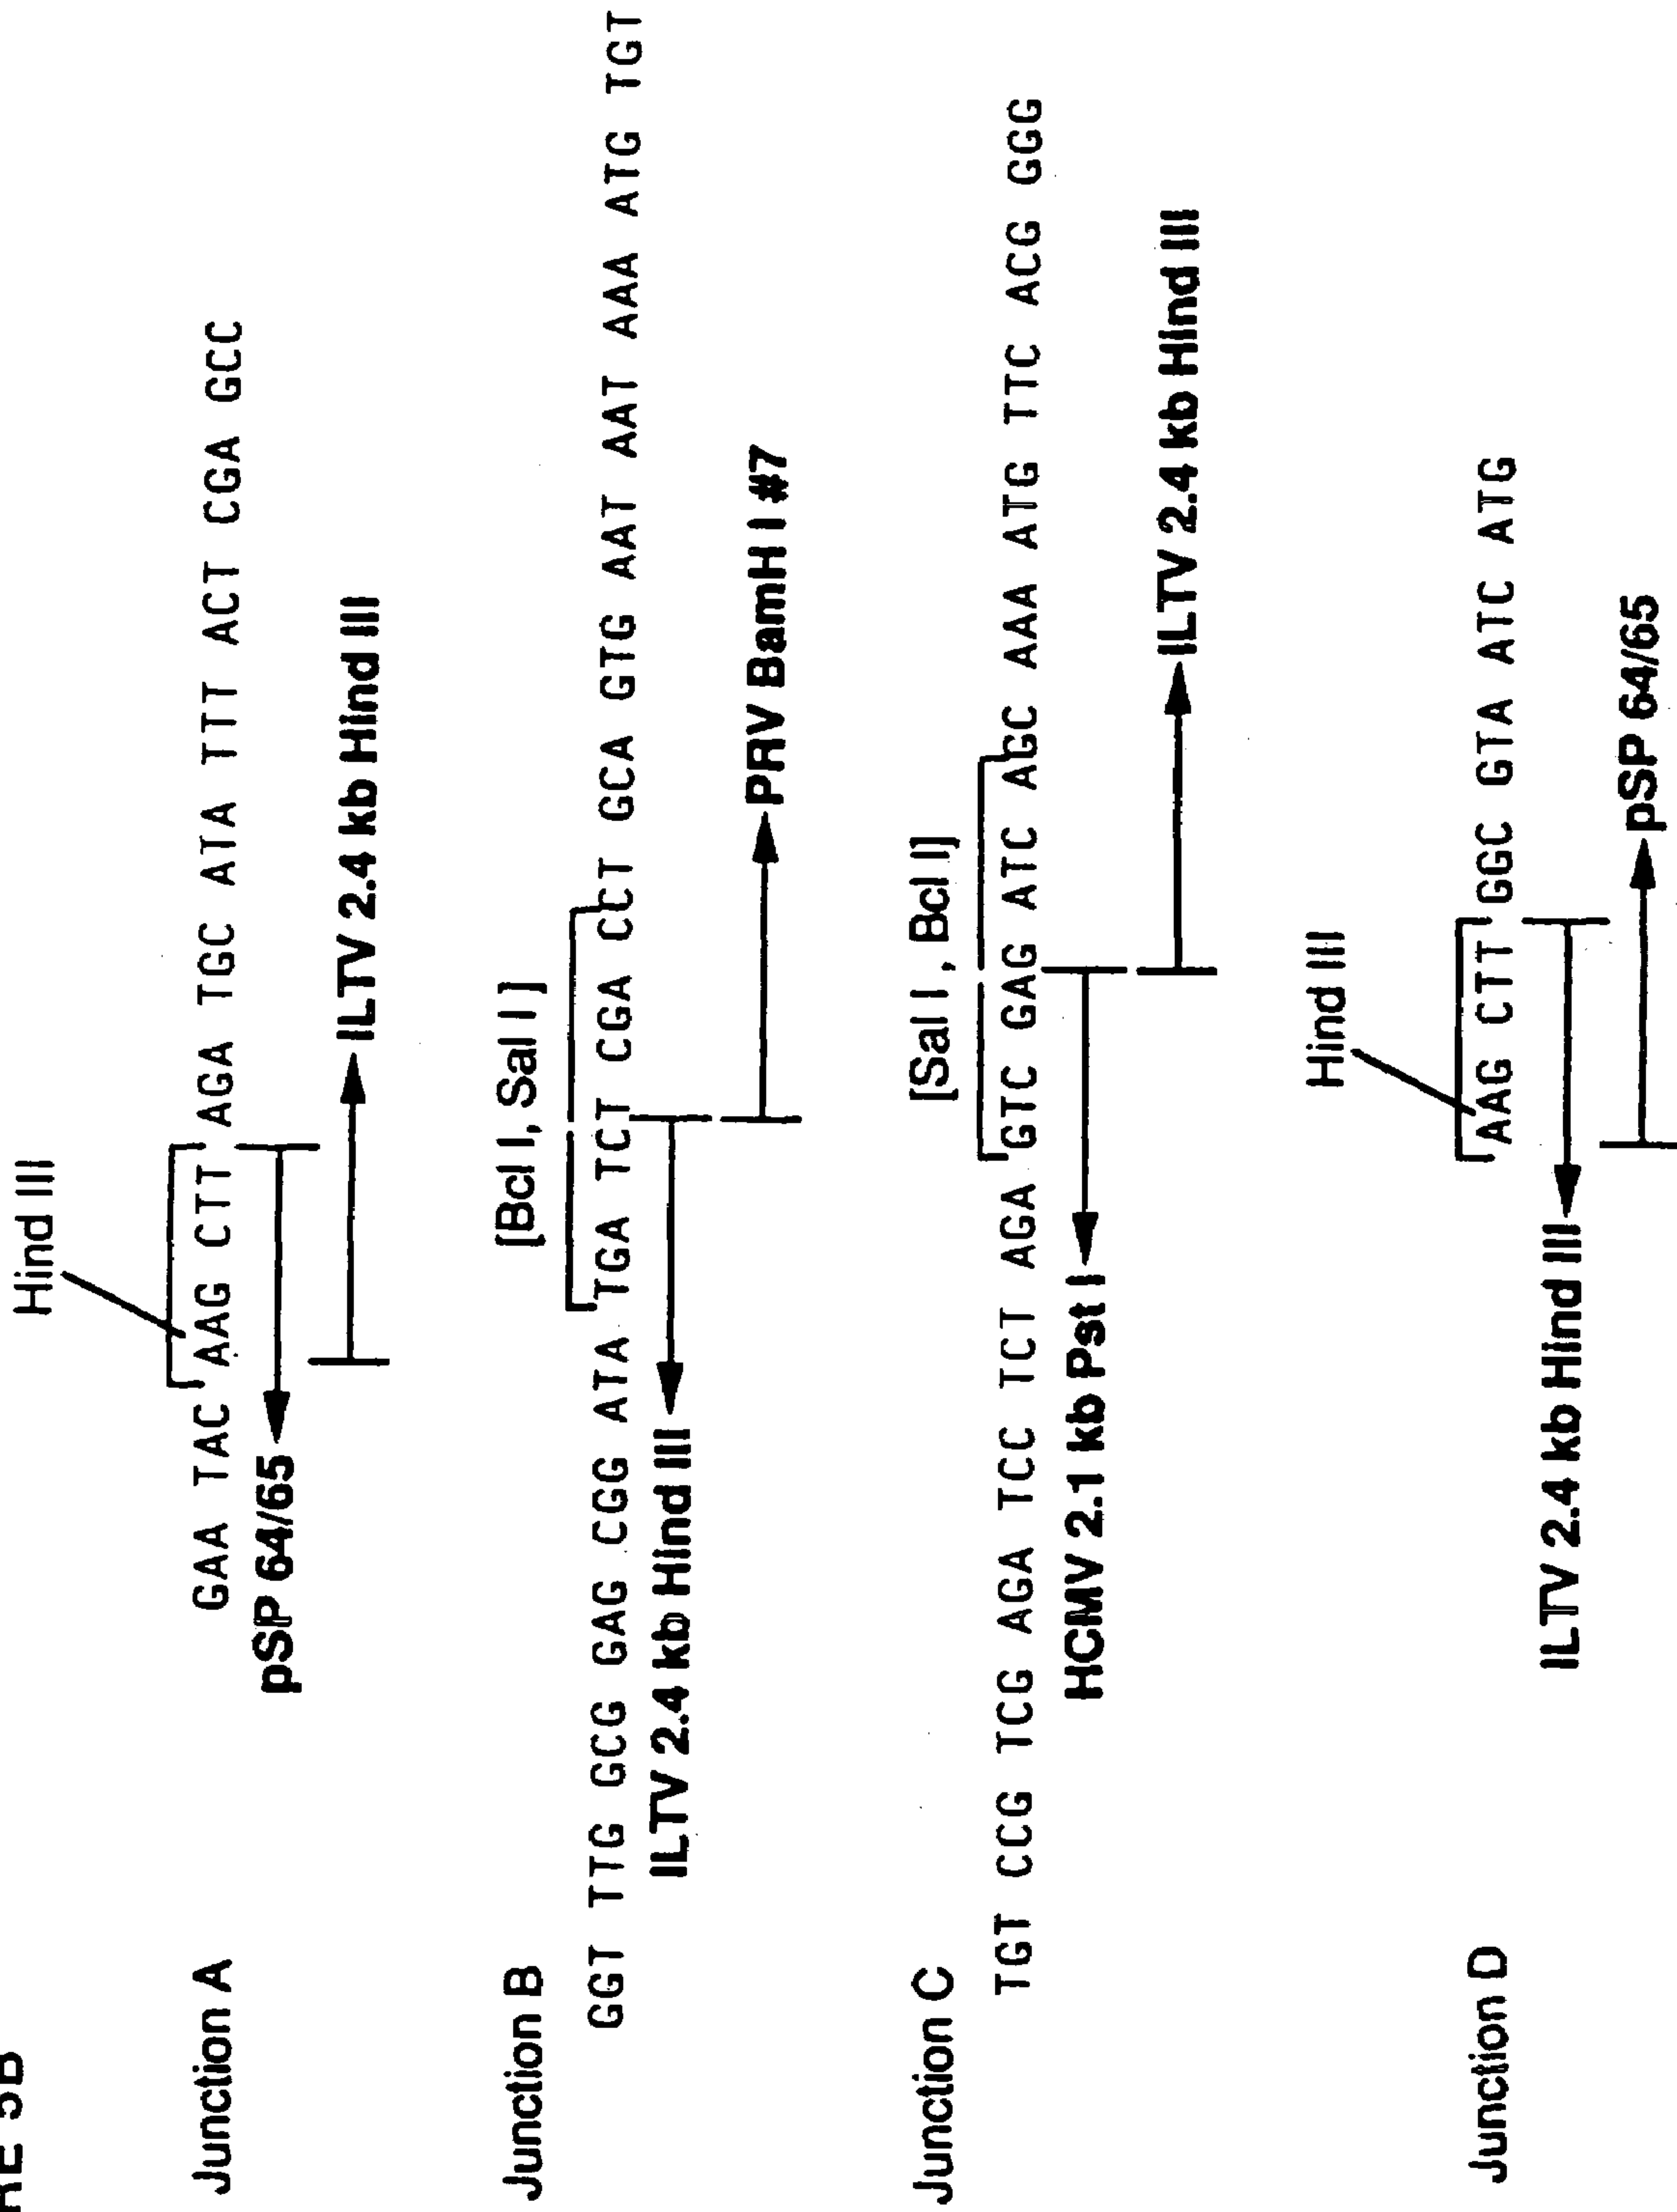 RE 5B
Hind III
Junction A
GAA TAC AAG CTT AGA TGC ATA TTT ACT CGA GCC
pSP 64/65
ILTV 2.4 kb Hind III
[Bcl I, Sal I]
Junction B
GGT TTG GCG GAG CGG ATA TGA TCT CGA CCT GCA GTG AAT AAT AAA ATG TGT
ILTV 2.4 kb Hind III
PRV BamH I #7
[Sal I, Bcl I]
Junction C
TGT CCG TCG AGA TCC TCT AGA GTC GAG ATC AGC AAA ATG TTC ACG GGG
HCMV 2.1 kb Pst I
ILTV 2.4 kb Hind III
Hind III
Junction D
AAG CTT GGC GTA ATC ATG
ILTV 2.4 kb Hind III
pSP 64/65